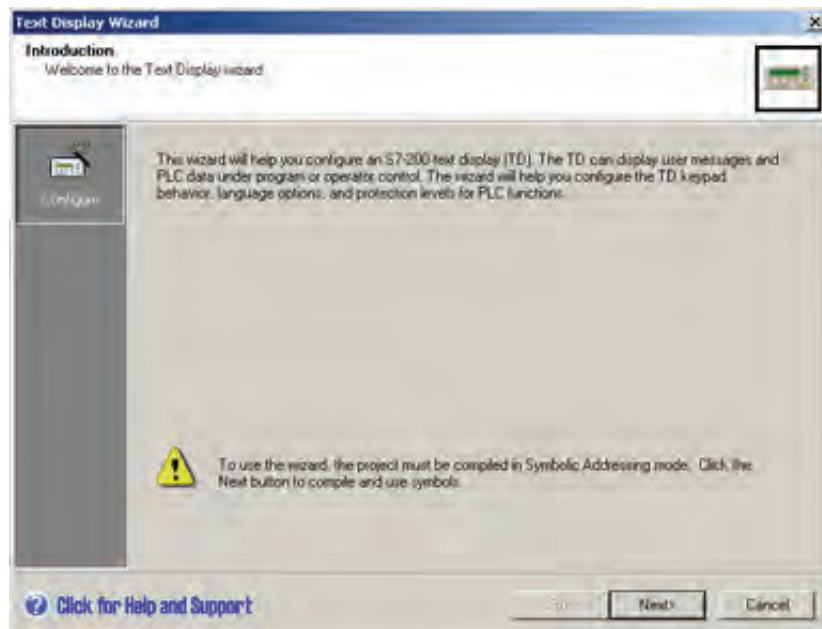 Text Display Wizard
Introduction
Welcome to the Text Display wizard
This wizard will help you configure an S7-200 text display (TD). The TD can display user messages and
PLC data under program or operator control. The wizard will help you configure the TD keypad
behavior, language options, and protection levels for PLC functions.
Configure
To use the wizard, the project must be compiled in Symbolic Addressing mode. Click the
Next button to compile and use symbols.
Click for Help and Support
Next>
Cancel